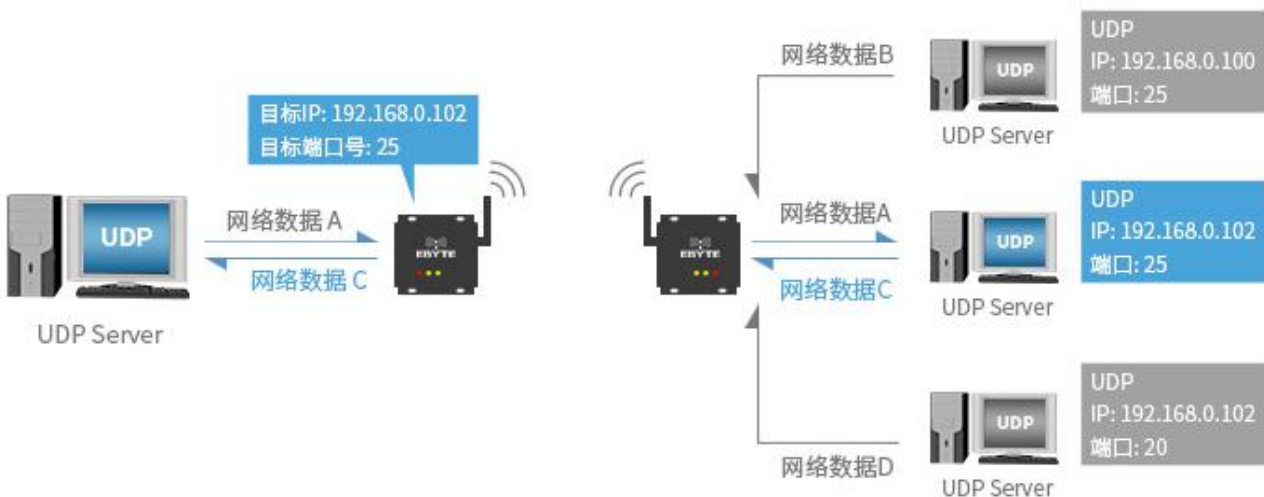 目标IP: 192.168.0.102
目标端口号: 25
UDP
网络数据 A
网络数据 C
EBYTE
UDP Server
EBYTE
网络数据B
UDP
UDP Server
UDP
IP: 192.168.0.100
端口: 25
网络数据A
网络数据C
UDP
UDP Server
UDP
IP: 192.168.0.102
端口: 25
网络数据D
UDP
UDP Server
UDP
IP: 192.168.0.102
端口: 20